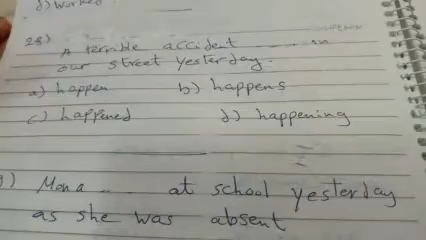 d) worked
28)
A terrible accident ........ in
our street yesterday.
a) happen b) happens
c) happened d) happening
9) Mona .... at school yesterday
as she was absent